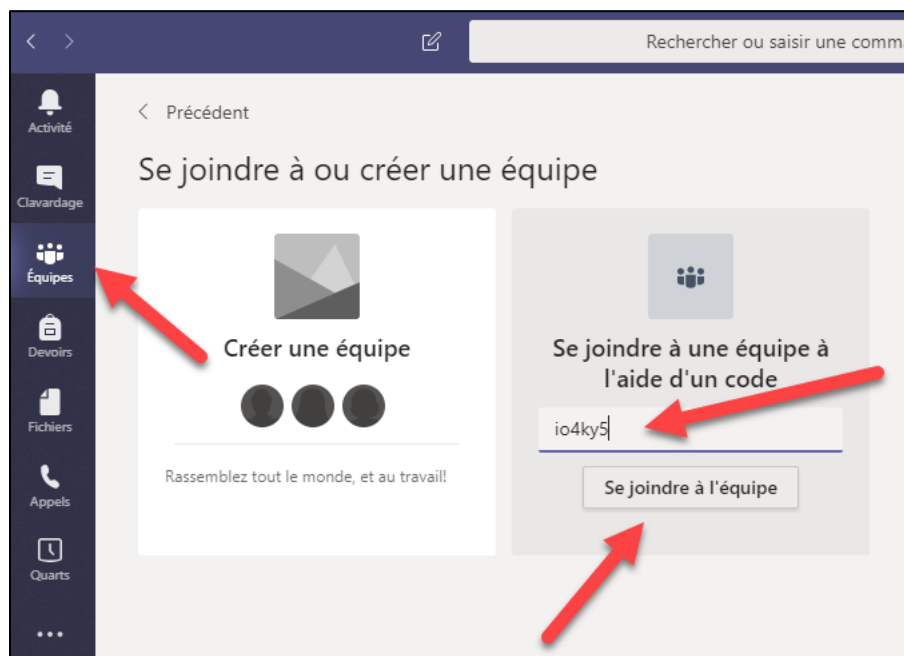 Rechercher ou saisir une comma
Activité
Clavardage
Équipes
Devoirs
Fichiers
Appels
Quarts
Précédent
Se joindre à ou créer une équipe
Créer une équipe
Rassemblez tout le monde, et au travail!
Se joindre à une équipe à
l'aide d'un code
io4ky5
Se joindre à l'équipe